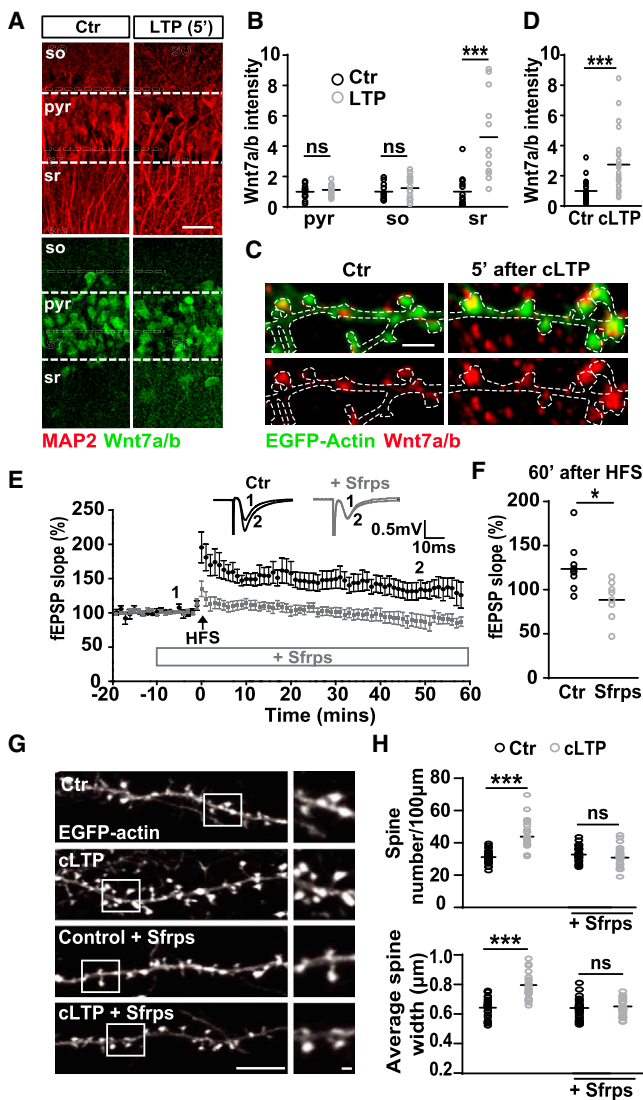 A
Ctr
LTP (5')
so
pyr
sr
so
pyr
sr
MAP2 Wnt7a/b
B
Wnt7a/b intensity
10
8
6
4
2
0
Ctr
LTP
ns
ns
***
pyr
so
sr
D
Wnt7a/b intensity
10
8
6
4
2
0
***
Ctr cLTP
C
Ctr
5' after cLTP
EGFP-Actin Wnt7a/b
E
fEPSP slope (%)
250
200
150
100
50
0
Ctr
1
2
+ Sfrps
1
2
0.5mV
10ms
1
2
HFS
+ Sfrps
-20 -10 0 10 20 30 40 50 60
Time (mins)
F
60' after HFS
fEPSP slope (%)
200
150
100
50
0
*
Ctr Sfrps
G
Ctr
EGFP-actin
cLTP
Control + Sfrps
cLTP + Sfrps
H
Ctr
cLTP
Spine
number/100μm
80
60
40
20
0
***
ns
+ Sfrps
Average spine
width (μm)
1.0
0.8
0.6
0.4
0.2
***
ns
+ Sfrps